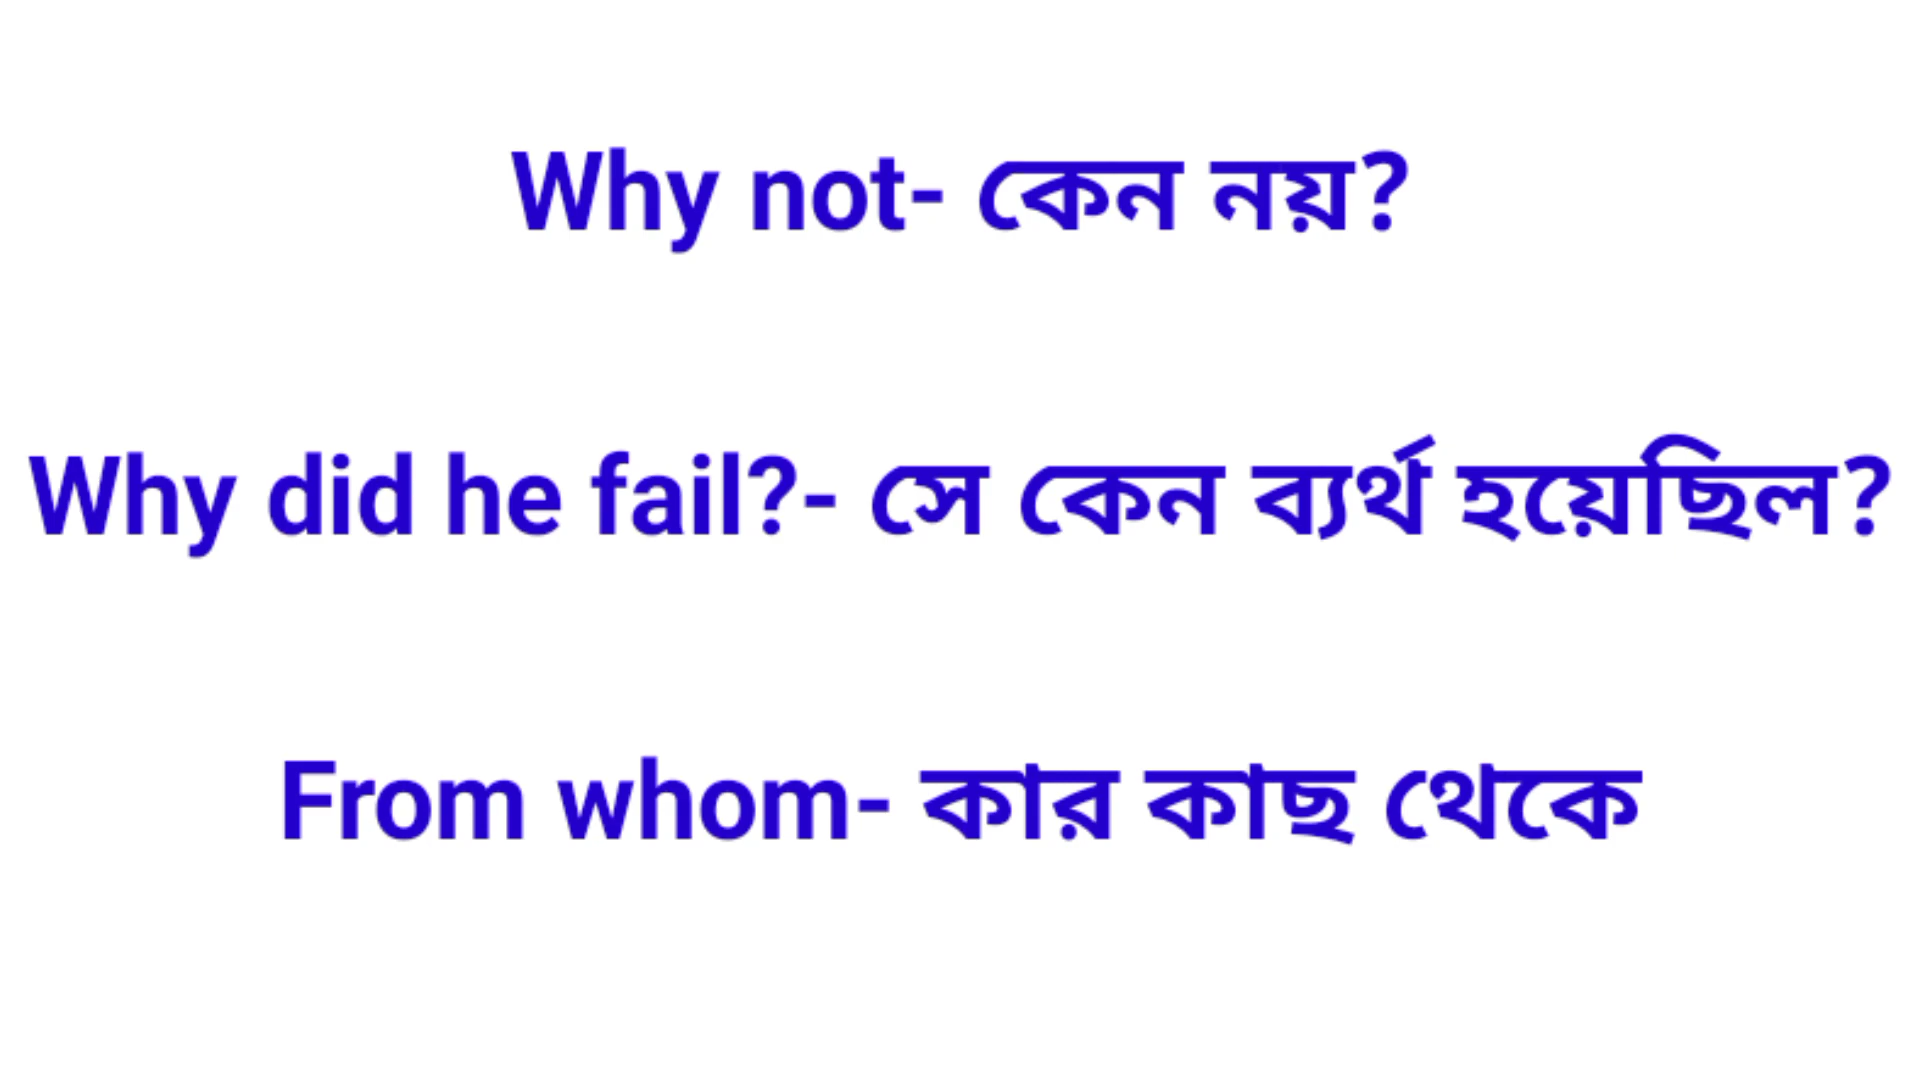 Why not- কেন নয়?
Why did he fail?- সে কেন ব্যর্থ হয়েছিল?
From whom- কার কাছ থেকে